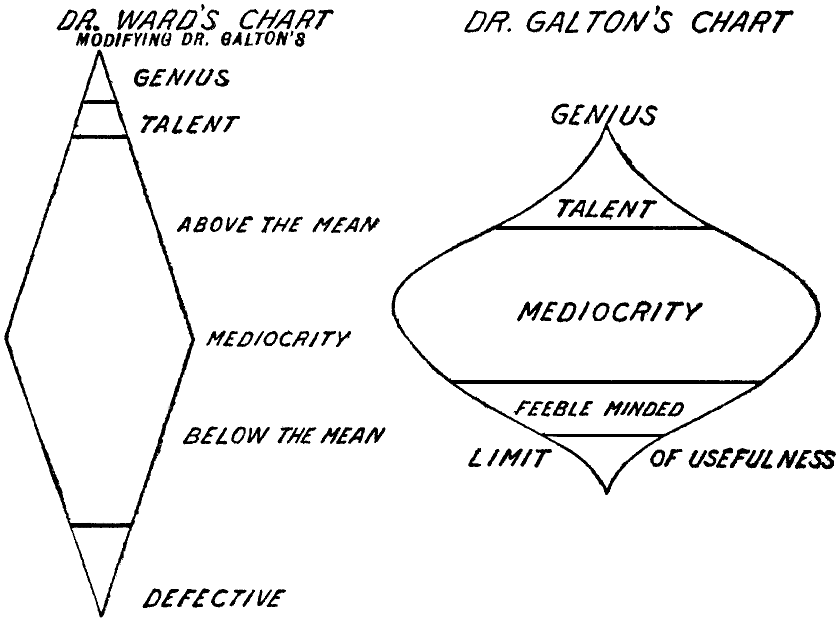 DR. WARD'S CHART
MODIFYING DR. GALTON'S
GENIUS
TALENT
ABOVE THE MEAN
MEDIOCRITY
BELOW THE MEAN
DEFECTIVE
DR. GALTON'S CHART
GENIUS
TALENT
MEDIOCRITY
FEEBLE MINDED
LIMIT OF USEFULNESS